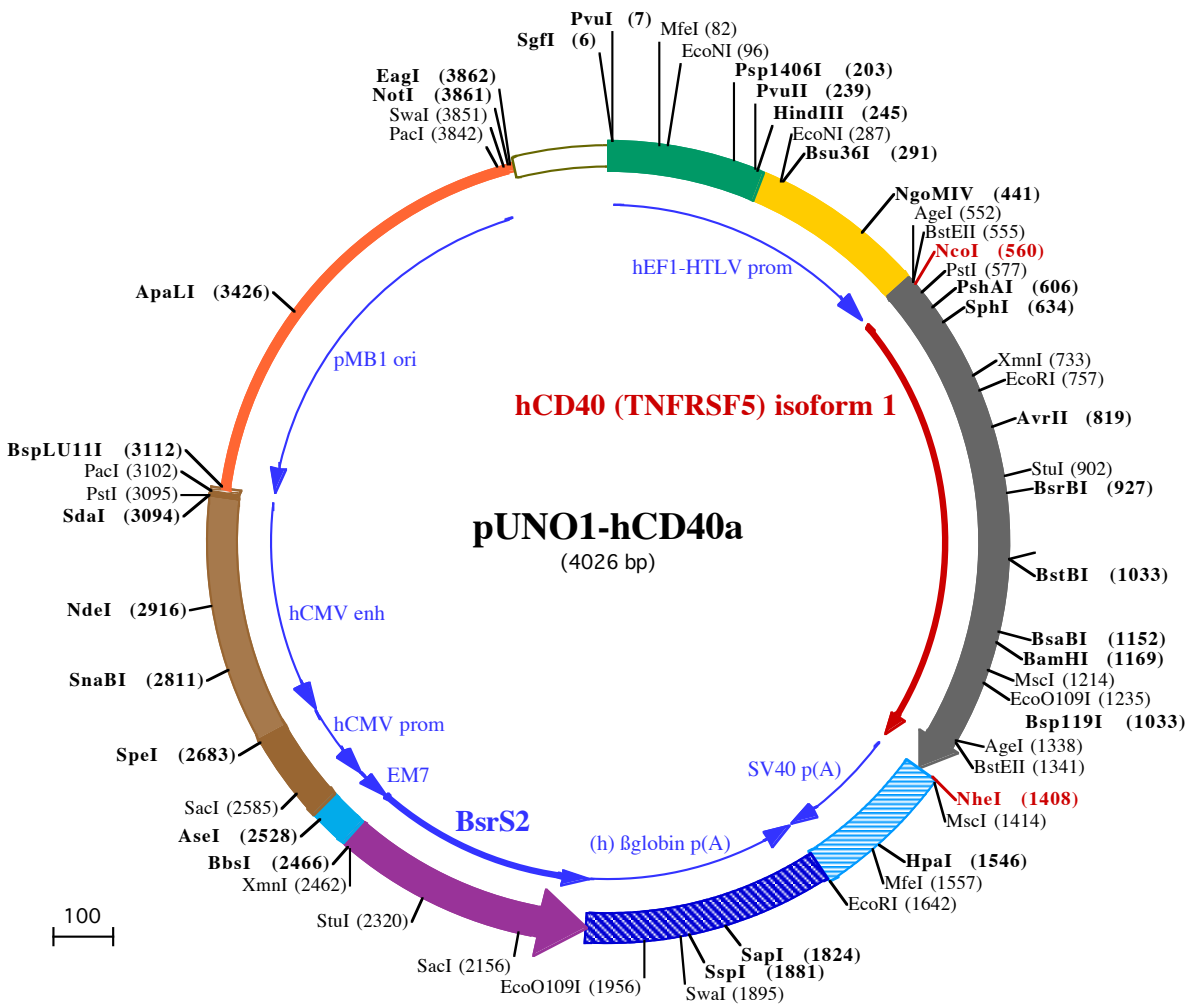 PvuI (7)
SgfI (6)
MfeI (82)
EcoNI (96)
Psp1406I (203)
PvuII (239)
HindIII (245)
EcoNI (287)
Bsu36I (291)
NgoMIV (441)
AgeI (552)
BstEII (555)
NcoI (560)
PstI (577)
PshAI (606)
SphI (634)
XmnI (733)
EcoRI (757)
AvrII (819)
StuI (902)
BsrBI (927)
BstBI (1033)
BsaBI (1152)
BamHI (1169)
MscI (1214)
EcoO109I (1235)
Bsp119I (1033)
AgeI (1338)
BstEII (1341)
NheI (1408)
MscI (1414)
HpaI (1546)
MfeI (1557)
EcoRI (1642)
SapI (1824)
SspI (1881)
SwaI (1895)
EcoO109I (1956)
SacI (2156)
StuI (2320)
XmnI (2462)
BbsI (2466)
AseI (2528)
SacI (2585)
SpeI (2683)
SnaBI (2811)
NdeI (2916)
SdaI (3094)
PstI (3095)
PacI (3102)
BspLU11I (3112)
ApaLI (3426)
PacI (3842)
SwaI (3851)
NotI (3861)
EagI (3862)
hEF1-HTLV prom
hCD40 (TNFRSF5) isoform 1
pUNO1-hCD40a
(4026 bp)
SV40 p(A)
(h) ßglobin p(A)
BsrS2
EM7
hCMV prom
hCMV enh
pMB1 ori
100